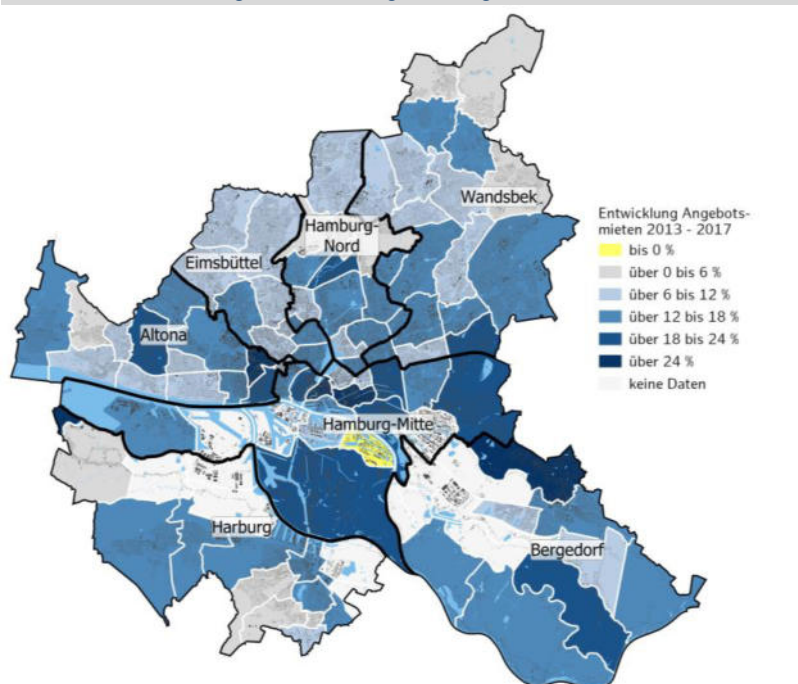 Wandsbek
Hamburg-
Nord
Eimsbüttel
Altona
Hamburg-Mitte
Harburg
Bergedorf
Entwicklung Angebots-
mieten 2013 - 2017
bis 0 %
über 0 bis 6 %
über 6 bis 12 %
über 12 bis 18 %
über 18 bis 24 %
über 24 %
keine Daten